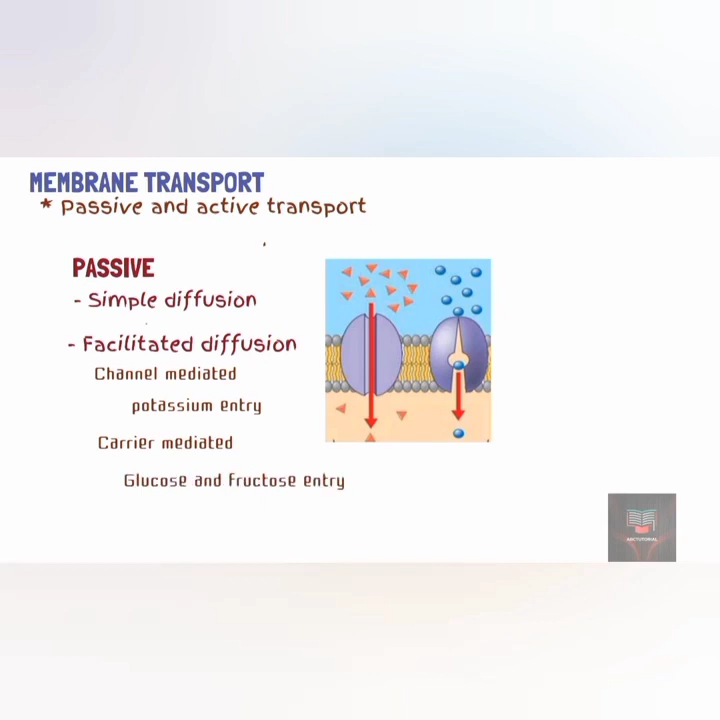 MEMBRANE TRANSPORT
* Passive and active transport
PASSIVE
- Simple diffusion
- Facilitated diffusion
Channel mediated
potassium entry
Carrier mediated
Glucose and Fructose entry
ARCTUTORIAL